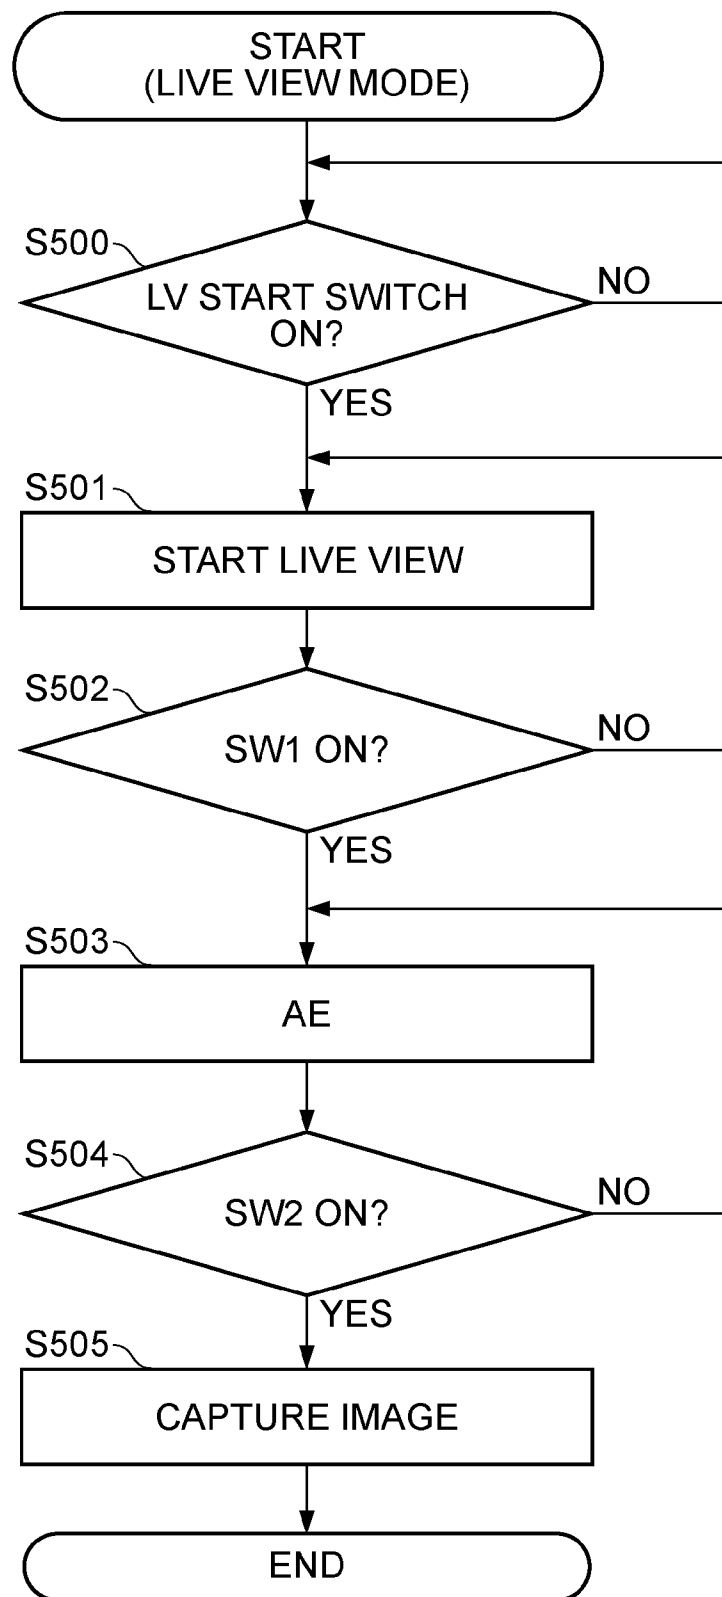 START
(LIVE VIEW MODE)
S500
LV START SWITCH
ON?
NO
YES
S501
START LIVE VIEW
S502
SW1 ON?
NO
YES
S503
AE
S504
SW2 ON?
NO
YES
S505
CAPTURE IMAGE
END